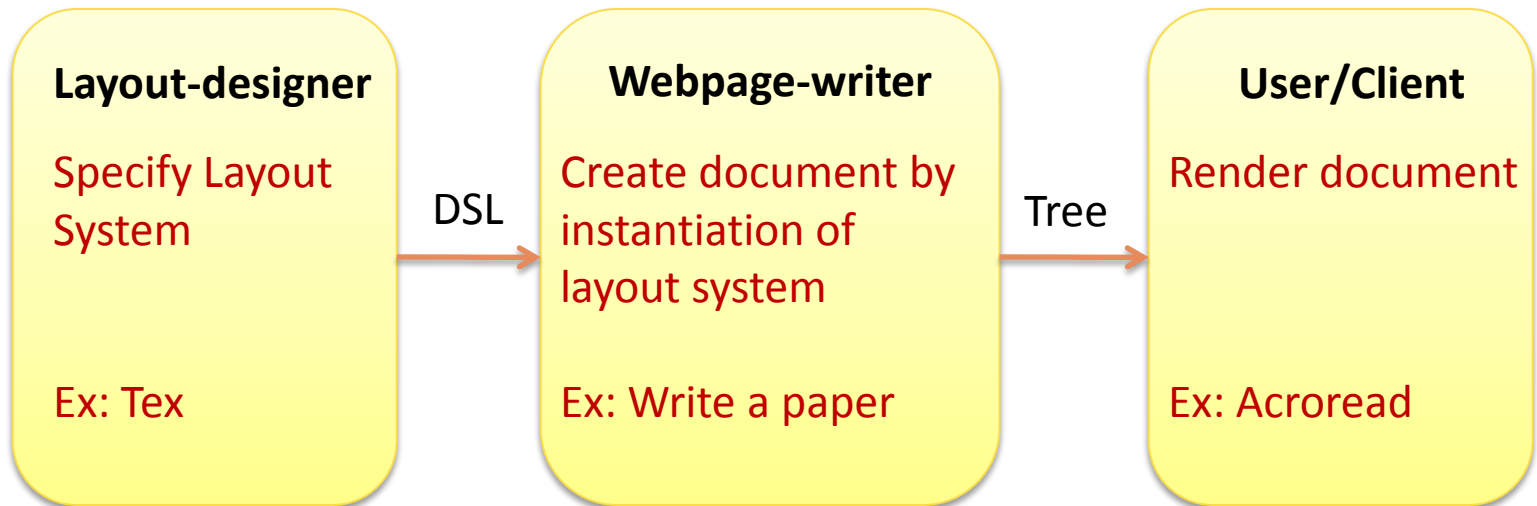 Layout-designer
Specify Layout
System
Ex: Tex
DSL
Webpage-writer
Create document by
instantiation of
layout system
Ex: Write a paper
Tree
User/Client
Render document
Ex: Acroread